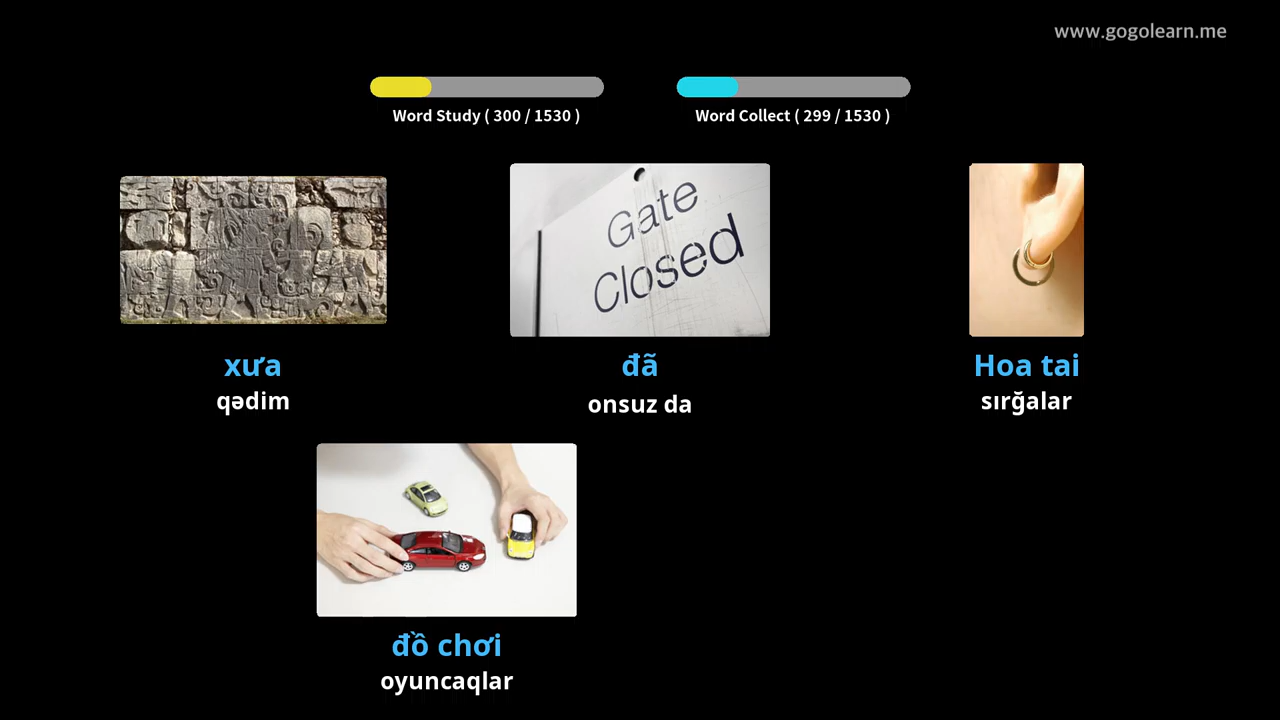 www.gogolearn.me
Word Study ( 300 / 1530 )
Word Collect ( 299 / 1530 )
Gate
Closed
xưa
qədim
đã
onsuz da
Hoa tai
sırğalar
đồ chơi
oyuncaqlar